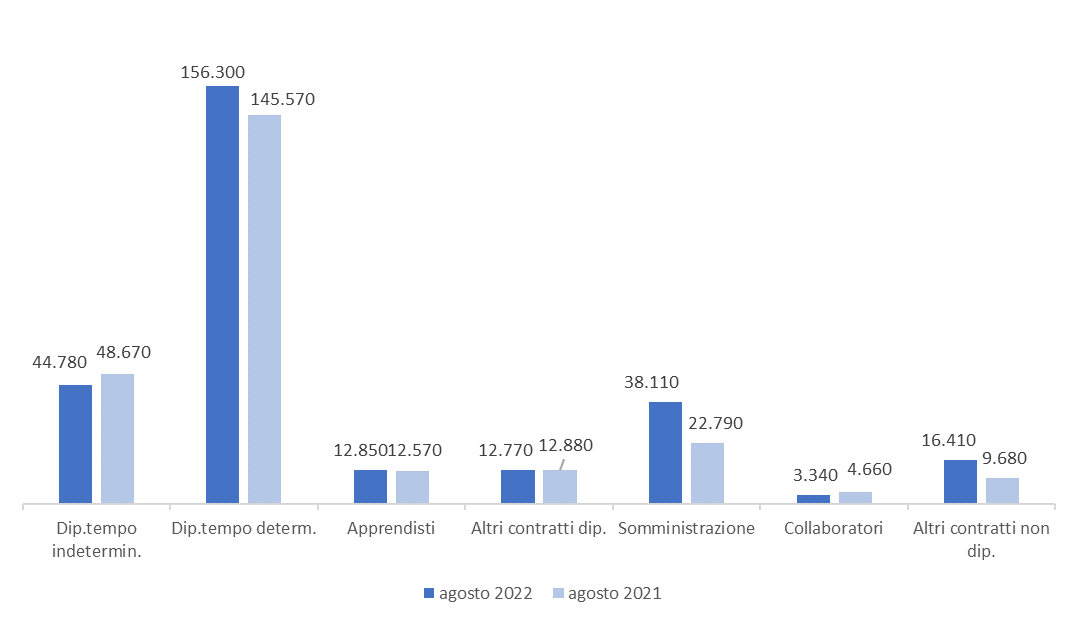 156.300
145.570
44.780
48.670
12.850
12.570
12.770
12.880
38.110
22.790
3.340
4.660
16.410
9.680
Dip.tempo
indetermin.
Dip.tempo determ.
Apprendisti
Altri contratti dip.
Somministrazione
Collaboratori
Altri contratti non
dip.
agosto 2022
agosto 2021